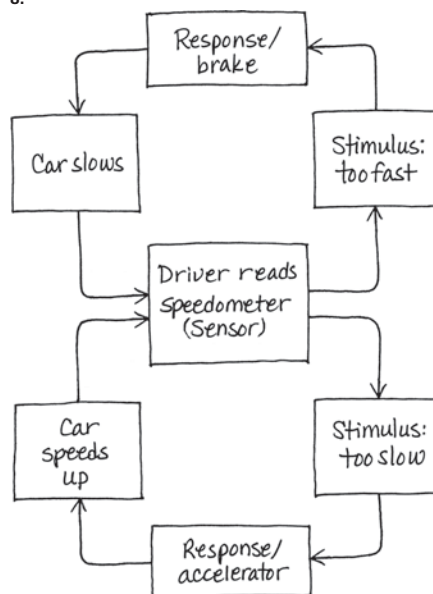 8.
Response/
brake
Car slows
Stimulus:
too fast
Driver reads
speedometer
(Sensor)
Car
speeds
up
Stimulus:
too slow
Response/
accelerator